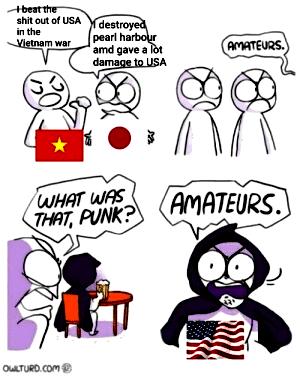 I beat the
shit out of USA
in the
Vietnam war
I destroyed
pearl harbour
amd gave a lot
damage to USA
AMATEURS.
WHAT WAS
THAT, PUNK?
AMATEURS.
OWLTURD.COM